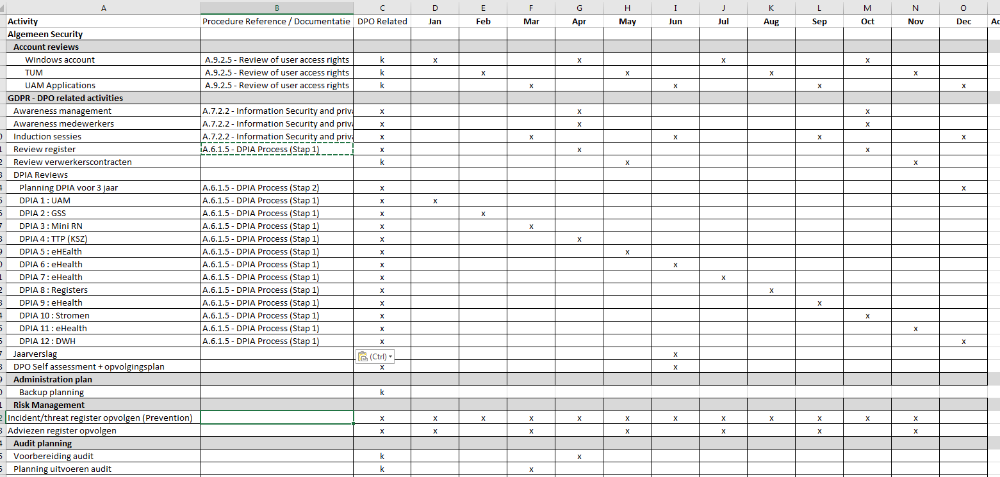 A B C D E F G H I J K L M N O
Activity Procedure Reference / Documentatie DPO Related Jan Feb Mar Apr May Jun Jul Aug Sep Oct Nov Dec
Algemeen Security
Account reviews
Windows account A.9.2.5 - Review of user access rights k x x x x
TUM A.9.2.5 - Review of user access rights k x x x x
UAM Applications A.9.2.5 - Review of user access rights k x x x x
GDPR - DPO related activities
Awareness management A.7.2.2 - Information Security and priva x x x
Awareness medewerkers A.7.2.2 - Information Security and priva x x x
Induction sessies A.7.2.2 - Information Security and priva x x x x x
Review register A.6.1.5 - DPIA Process (Stap 1) x x x
Review verwerkerscontracten k x x
DPIA Reviews
Planning DPIA voor 3 jaar A.6.1.5 - DPIA Process (Stap 2) x x
DPIA 1 : UAM A.6.1.5 - DPIA Process (Stap 1) x x
DPIA 2 : GSS A.6.1.5 - DPIA Process (Stap 1) x x
DPIA 3 : Mini RN A.6.1.5 - DPIA Process (Stap 1) x x
DPIA 4 : TTP (KSZ) A.6.1.5 - DPIA Process (Stap 1) x x
DPIA 5 : eHEalth A.6.1.5 - DPIA Process (Stap 1) x x
DPIA 6 : eHealth A.6.1.5 - DPIA Process (Stap 1) x x
DPIA 7 : eHealth A.6.1.5 - DPIA Process (Stap 1) x x
DPIA 8 : Registers A.6.1.5 - DPIA Process (Stap 1) x x
DPIA 9 : eHealth A.6.1.5 - DPIA Process (Stap 1) x x
DPIA 10 : Stromen A.6.1.5 - DPIA Process (Stap 1) x x
DPIA 11 : eHealth A.6.1.5 - DPIA Process (Stap 1) x x
DPIA 12 : DWH A.6.1.5 - DPIA Process (Stap 1) x x
Jaarverslag (Ctrl) x
DPO Self assessment + opvolgingsplan x x
Administration plan
Backup planning k
Risk Management
Incident/threat register opvolgen (Prevention) x x x x x x x x x x x x
Adviezen register opvolgen x x x x x x x
Audit planning
Voorbereiding audit k x
Planning uitvoeren audit k x